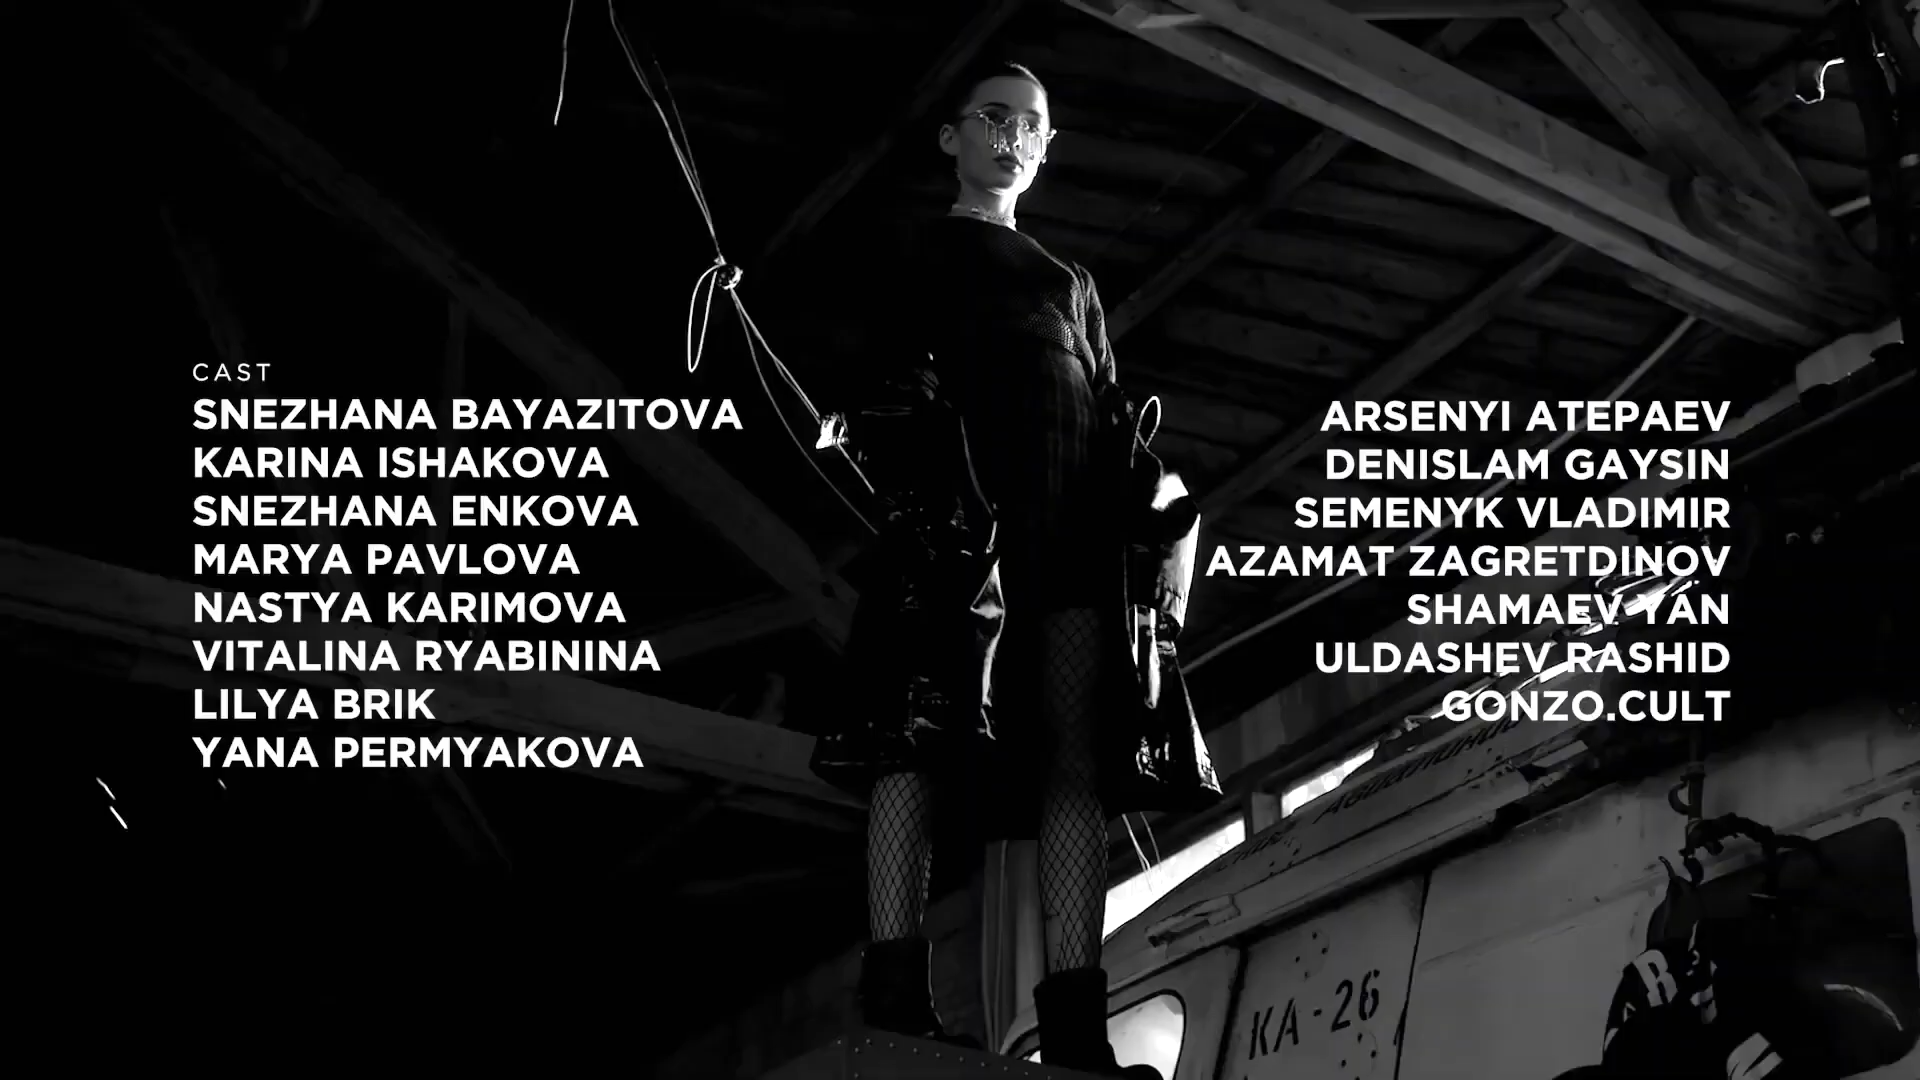 CAST
SNEZHANA BAYAZITOVA
KARINA ISHAKOVA
SNEZHANA ENKOVA
MARYA PAVLOVA
NASTYA KARIMOVA
VITALINA RYABININA
LILYA BRIK
YANA PERMYAKOVA
ARSENYI ATEPAEV
DENISLAM GAYSIN
SEMENYK VLADIMIR
AZAMAT ZAGRETDINOV
SHAMAEV YAN
ULDASHEV RASHID
GONZO.CULT
КА-26